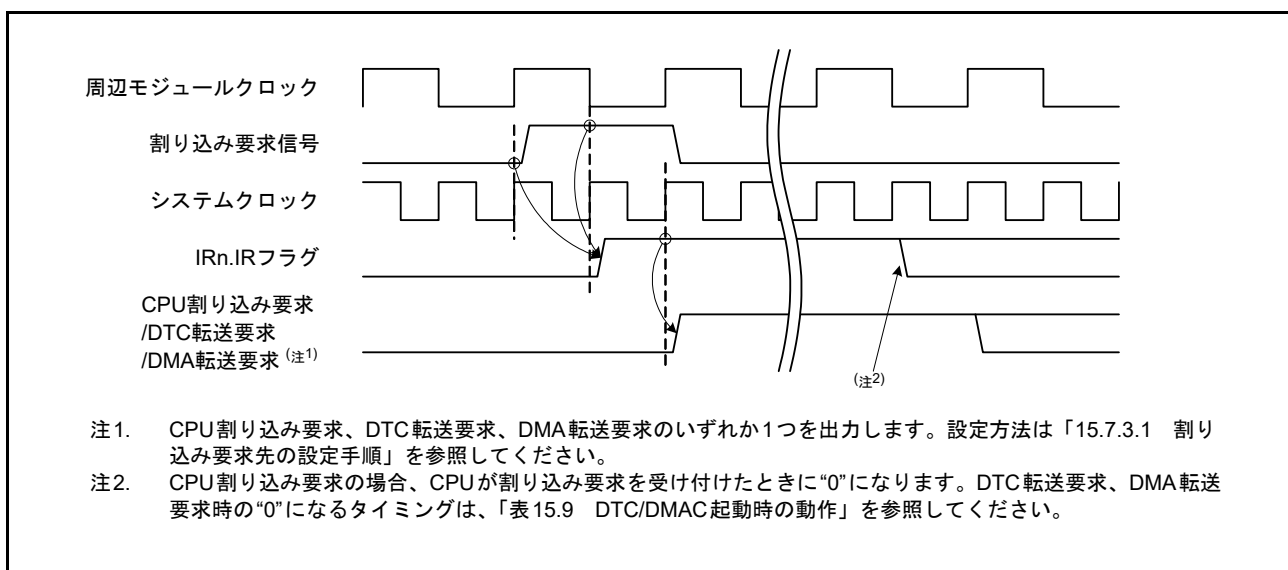 周辺モジュールクロック
割り込み要求信号
システムクロック
IRn.IRフラグ
CPU割り込み要求
/DTC転送要求
/DMA転送要求 (注1)
(注2)
注1. CPU割り込み要求、DTC転送要求、DMA転送要求のいずれか1つを出力します。設定方法は「15.7.3.1 割り
込み要求先の設定手順」を参照してください。
注2. CPU割り込み要求の場合、CPUが割り込み要求を受け付けたときに“0”になります。DTC転送要求、DMA転送
要求時の“0”になるタイミングは、「表15.9 DTC/DMAC起動時の動作」を参照してください。